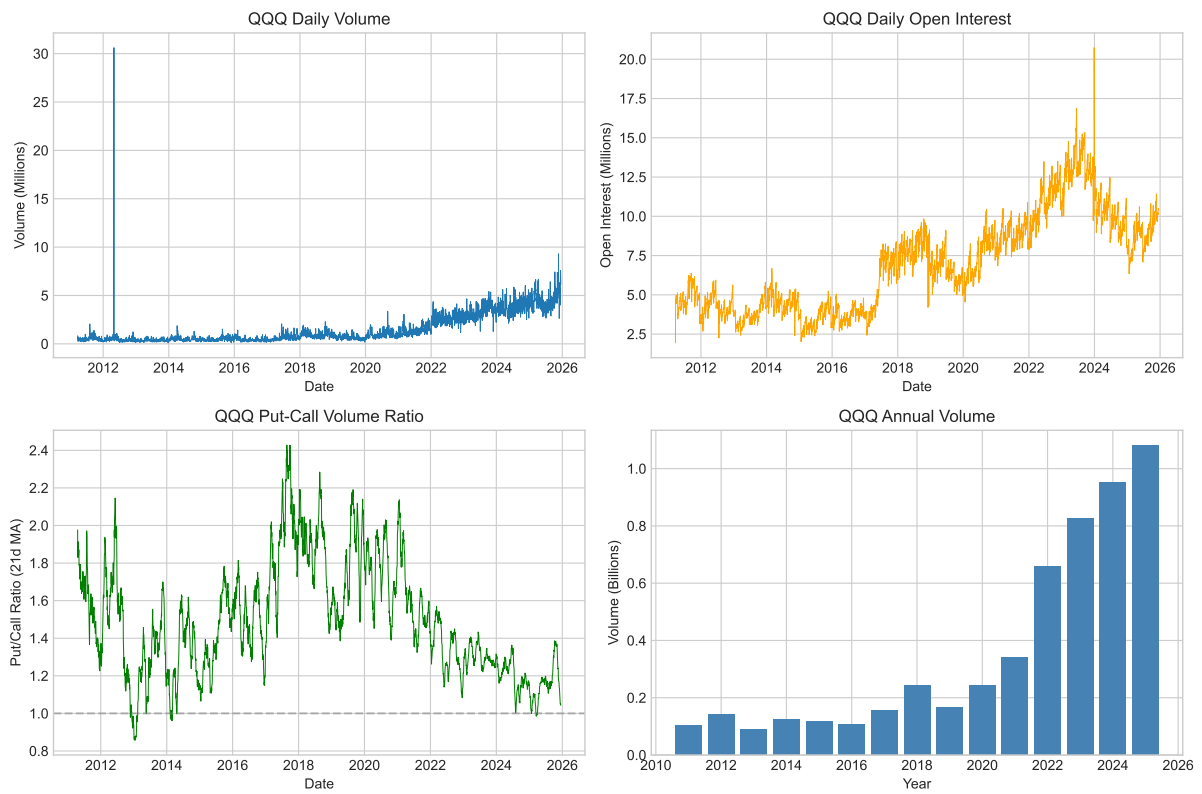 QQQ Daily Volume
Volume (Millions)
30
25
20
15
10
5
0
2012 2014 2016 2018 2020 2022 2024 2026
Date
QQQ Daily Open Interest
Open Interest (Millions)
20.0
17.5
15.0
12.5
10.0
7.5
5.0
2.5
2012 2014 2016 2018 2020 2022 2024 2026
Date
QQQ Put-Call Volume Ratio
Put/Call Ratio (21d MA)
2.4
2.2
2.0
1.8
1.6
1.4
1.2
1.0
0.8
2012 2014 2016 2018 2020 2022 2024 2026
Date
QQQ Annual Volume
Volume (Billions)
1.0
0.8
0.6
0.4
0.2
0.0
2010 2012 2014 2016 2018 2020 2022 2024 2026
Year